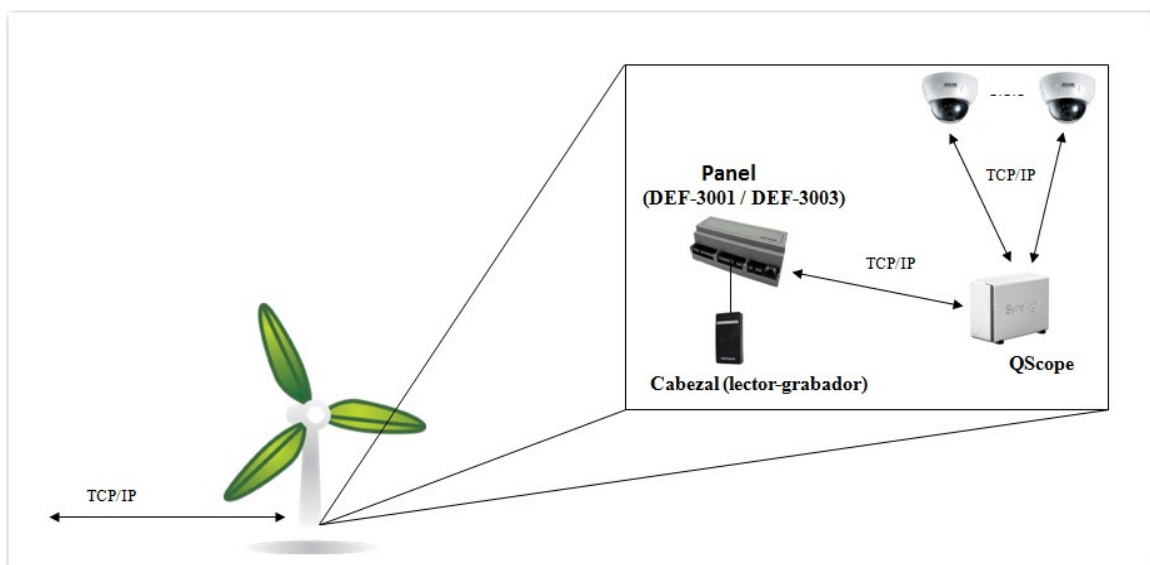 TCP/IP
Panel
(DEF-3001 / DEF-3003)
TCP/IP
Cabezal (lector-grabador)
QScope
TCP/IP